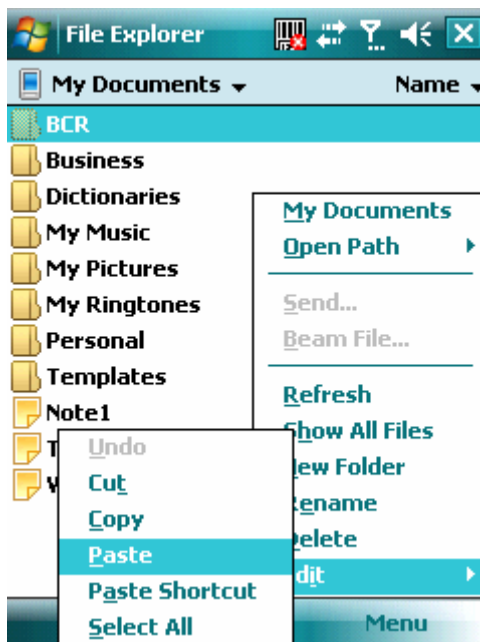 File Explorer
My Documents Name
BCR
Business
Dictionaries
My Music
My Pictures
My Ringtones
Personal
Templates
Note1
My Documents
Open Path
Send...
Beam File...
Refresh
Show All Files
New Folder
Rename
Delete
Edit
Undo
Cut
Copy
Paste
Paste Shortcut
Select All
Menu